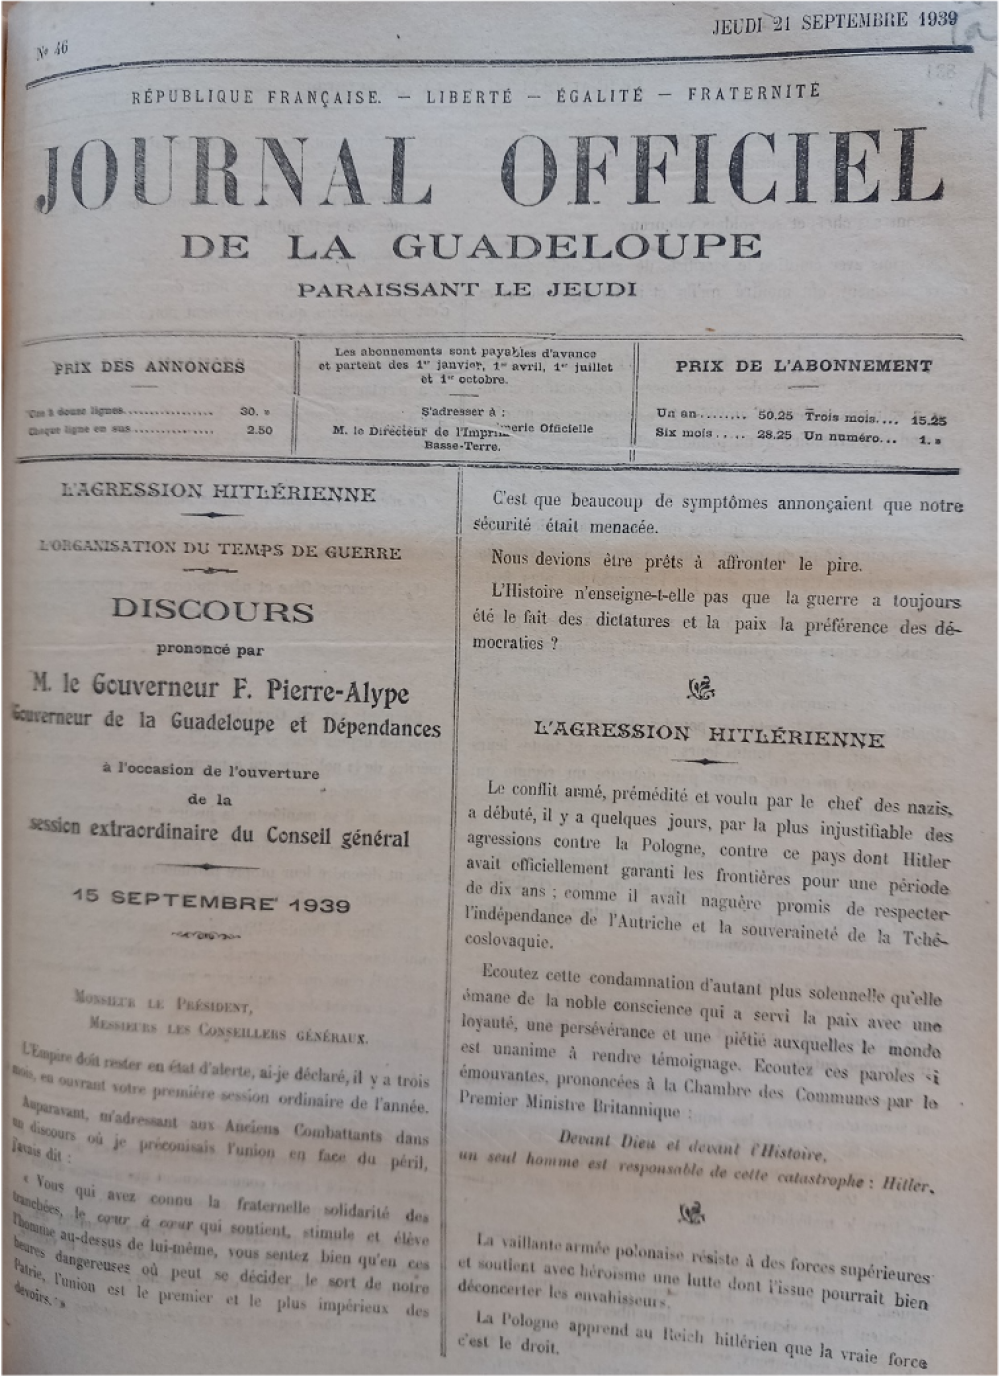 Nº 46
JEUDI 21 SEPTEMBRE 1939
RÉPUBLIQUE FRANÇAISE. — LIBERTÉ — ÉGALITÉ — FRATERNITÉ
JOURNAL OFFICIEL
DE LA GUADELOUPE
PARAISSANT LE JEUDI
PRIX DES ANNONCES
douze lignes................ 30. »
Chaque ligne en sus.............. 2.50
Les abonnements sont payables d'avance
et partent des 1er janvier, 1er avril, 1er juillet
et 1er octobre.
S'adresser à :
M. le Directeur de l'Imprimerie Officielle
Basse-Terre.
PRIX DE L'ABONNEMENT
Un an........ 50.25 Trois mois.... 15.25
Six mois..... 28.25 Un numéro... 1. »
L'AGRESSION HITLÉRIENNE
L'ORGANISATION DU TEMPS DE GUERRE
DISCOURS
prononcé par
M. le Gouverneur F. Pierre-Alype
Gouverneur de la Guadeloupe et Dépendances
à l'occasion de l'ouverture
de la
session extraordinaire du Conseil général
15 SEPTEMBRE 1939
MONSIEUR LE PRÉSIDENT,
MESSIEURS LES CONSEILLERS GÉNÉRAUX.
L'Empire doit rester en état d'alerte, ai-je déclaré, il y a trois
mois, en ouvrant votre première session ordinaire de l'année.
Auparavant, m'adressant aux Anciens Combattants dans
un discours où je préconisais l'union en face du péril,
j'avais dit :
« Vous qui avez connu la fraternelle solidarité des
tranchées, le cœur à cœur qui soutient, stimule et élève
l'homme au-dessus de lui-même, vous sentez bien qu'en ces
heures dangereuses où peut se décider le sort de notre
Patrie, l'union est le premier et le plus impérieux des
devoirs. »
C'est que beaucoup de symptômes annonçaient que notre
sécurité était menacée.
Nous devions être prêts à affronter le pire.
L'Histoire n'enseigne-t-elle pas que la guerre a toujours
été le fait des dictatures et la paix la préférence des dé-
mocraties ?
L'AGRESSION HITLÉRIENNE
Le conflit armé, prémédité et voulu par le chef des nazis,
a débuté, il y a quelques jours, par la plus injustifiable des
agressions contre la Pologne, contre ce pays dont Hitler
avait officiellement garanti les frontières pour une période
de dix ans ; comme il avait naguère promis de respecter
l'indépendance de l'Autriche et la souveraineté de la Tché-
coslovaquie.
Ecoutez cette condamnation d'autant plus solennelle qu'elle
émane de la noble conscience qui a servi la paix avec une
loyauté, une persévérance et une piétié auxquelles le monde
est unanime à rendre témoignage. Ecoutez ces paroles si
émouvantes, prononcées à la Chambre des Communes par le
Premier Ministre Britannique :
Devant Dieu et devant l'Histoire,
un seul homme est responsable de cette catastrophe : Hitler.
La vaillante armée polonaise résiste à des forces supérieures
et soutient avec héroïsme une lutte dont l'issue pourrait bien
déconcerter les envahisseurs.
La Pologne apprend au Reich hitlérien que la vraie force
c'est le droit.